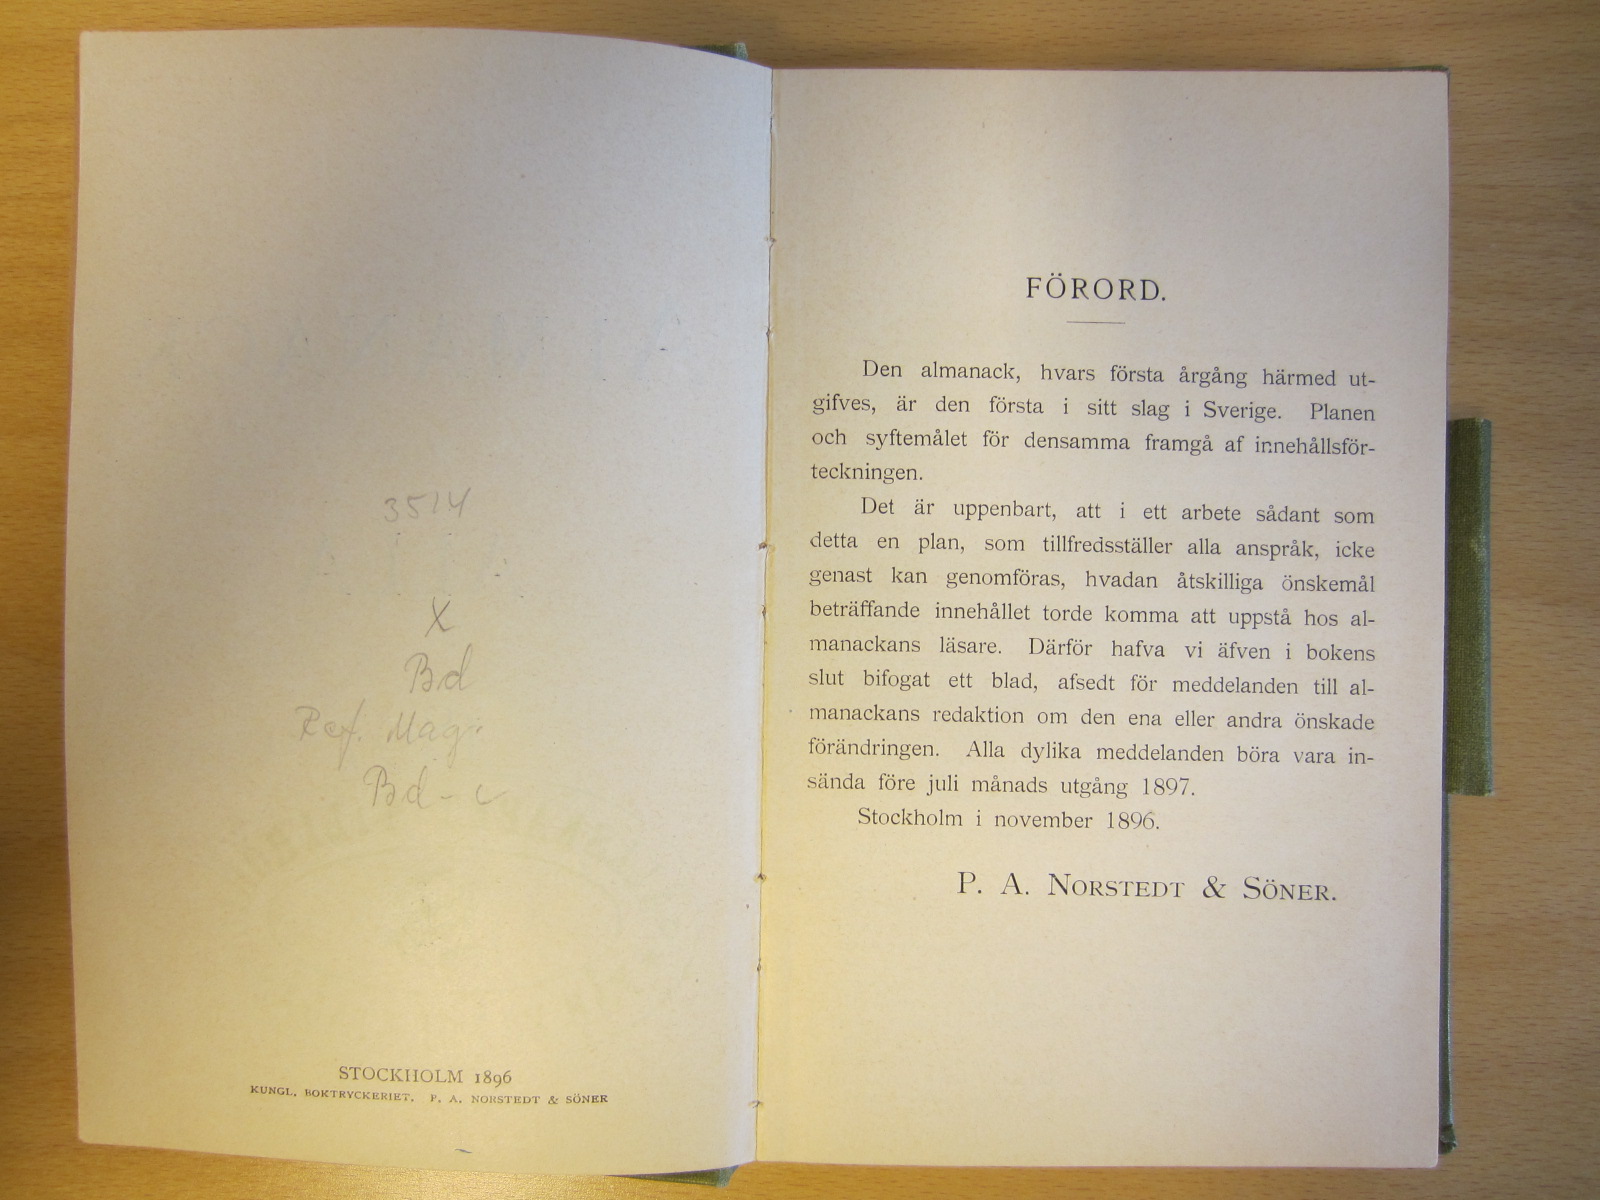 3514
X
Bd
Ref. Mag.
Bd - c
STOCKHOLM 1896
KUNGL. BOKTRYCKERIET. P. A. NORSTEDT & SÖNER
FÖRORD.
Den almanack, hvars första årgång härmed ut-
gifves, är den första i sitt slag i Sverige. Planen
och syftemålet för densamma framgå af innehållsför-
teckningen.
Det är uppenbart, att i ett arbete sådant som
detta en plan, som tillfredsställer alla anspråk, icke
genast kan genomföras, hvadan åtskilliga önskemål
beträffande innehållet torde komma att uppstå hos al-
manackans läsare. Därför hafva vi äfven i bokens
slut bifogat ett blad, afsedt för meddelanden till al-
manackans redaktion om den ena eller andra önskade
förändringen. Alla dylika meddelanden böra vara in-
sända före juli månads utgång 1897.
Stockholm i november 1896.
P. A. NORSTEDT & SÖNER.